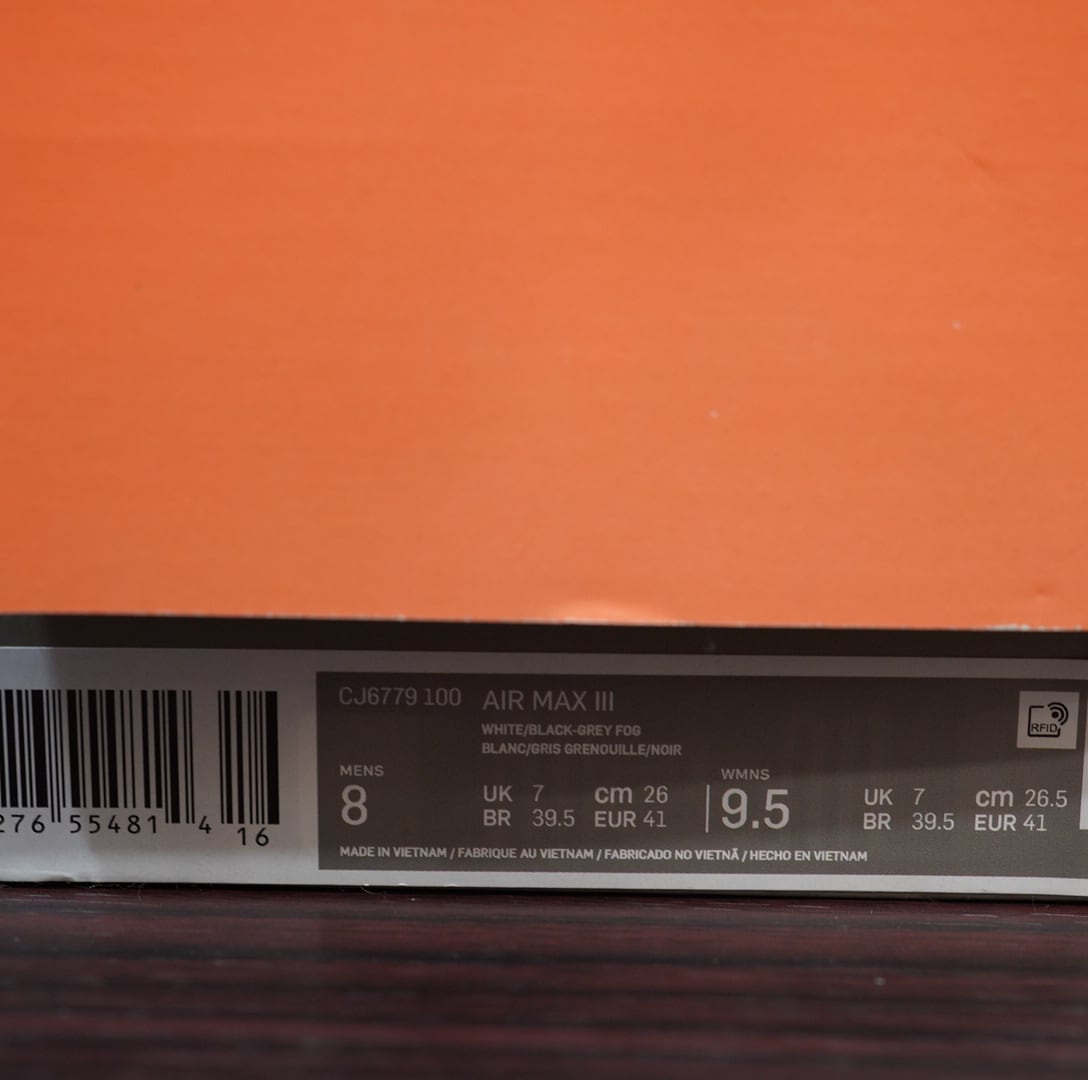 CJ6779 100 AIR MAX III
WHITE/BLACK-GREY FOG
BLANC/GRIS GRENOUILLE/NOIR
RFID
MENS
8
UK 7 cm 26
BR 39.5 EUR 41
WMNS
9.5
UK 7 cm 26.5
BR 39.5 EUR 41
MADE IN VIETNAM / FABRIQUE AU VIETNAM / FABRICADO NO VIETNÃ / HECHO EN VIETNAM
276 55481 4 16